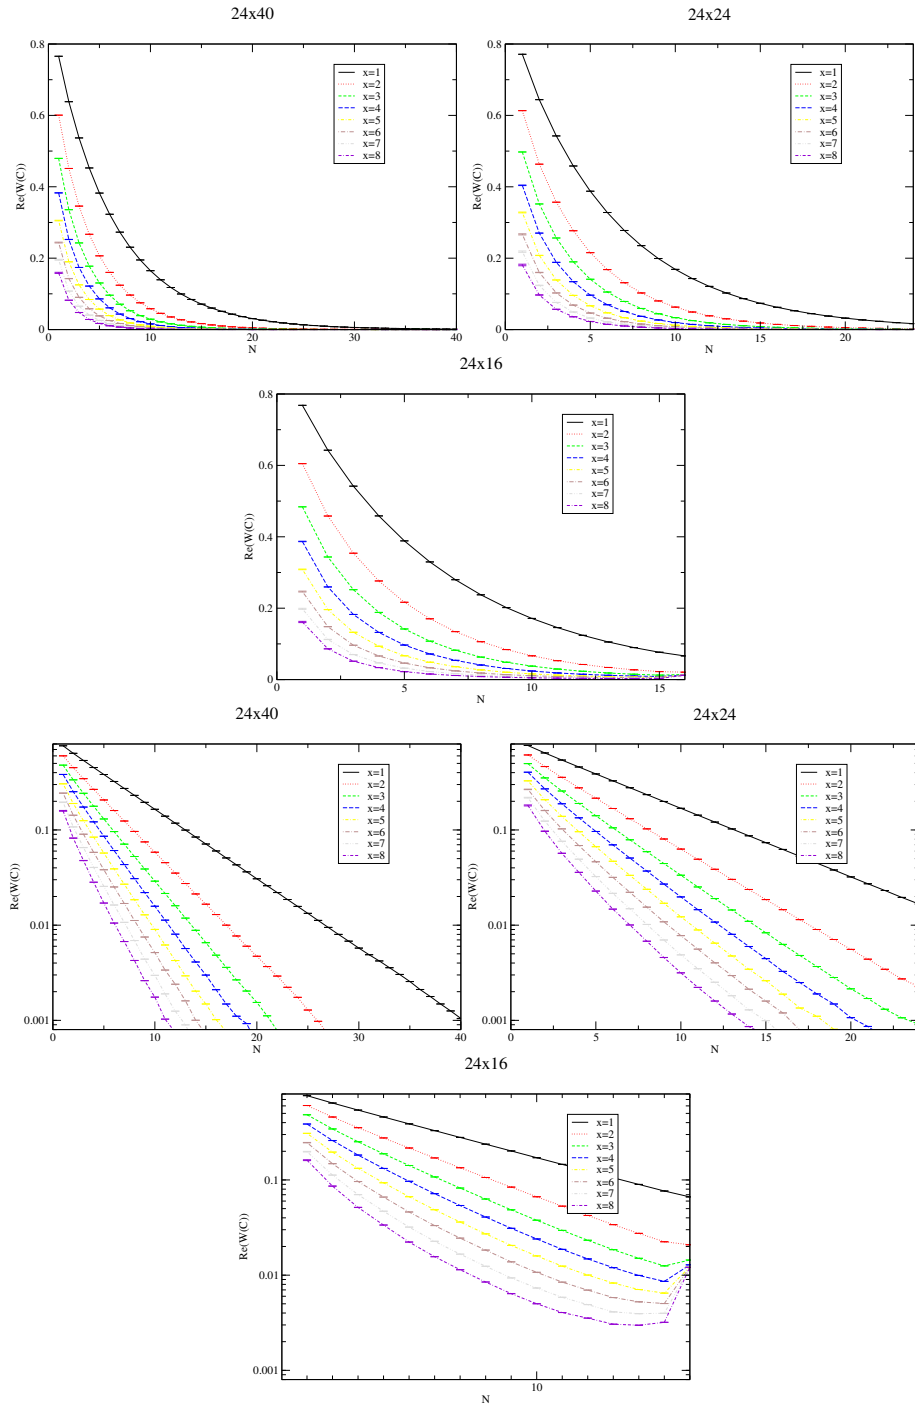 24x40
0.8
0.6
0.4
0.2
0
Re(W(C))
0 10 20 30 40
N
x=1
x=2
x=3
x=4
x=5
x=6
x=7
x=8
24x24
0.8
0.6
0.4
0.2
0
Re(W(C))
0 5 10 15 20
N
x=1
x=2
x=3
x=4
x=5
x=6
x=7
x=8
24x16
0.8
0.6
0.4
0.2
0
Re(W(C))
0 5 10 15
N
x=1
x=2
x=3
x=4
x=5
x=6
x=7
x=8
24x40
0.1
0.01
0.001
Re(W(C))
0 10 20 30 40
N
x=1
x=2
x=3
x=4
x=5
x=6
x=7
x=8
24x24
0.1
0.01
0.001
Re(W(C))
0 5 10 15 20
N
x=1
x=2
x=3
x=4
x=5
x=6
x=7
x=8
24x16
0.1
0.01
0.001
Re(W(C))
10
N
x=1
x=2
x=3
x=4
x=5
x=6
x=7
x=8